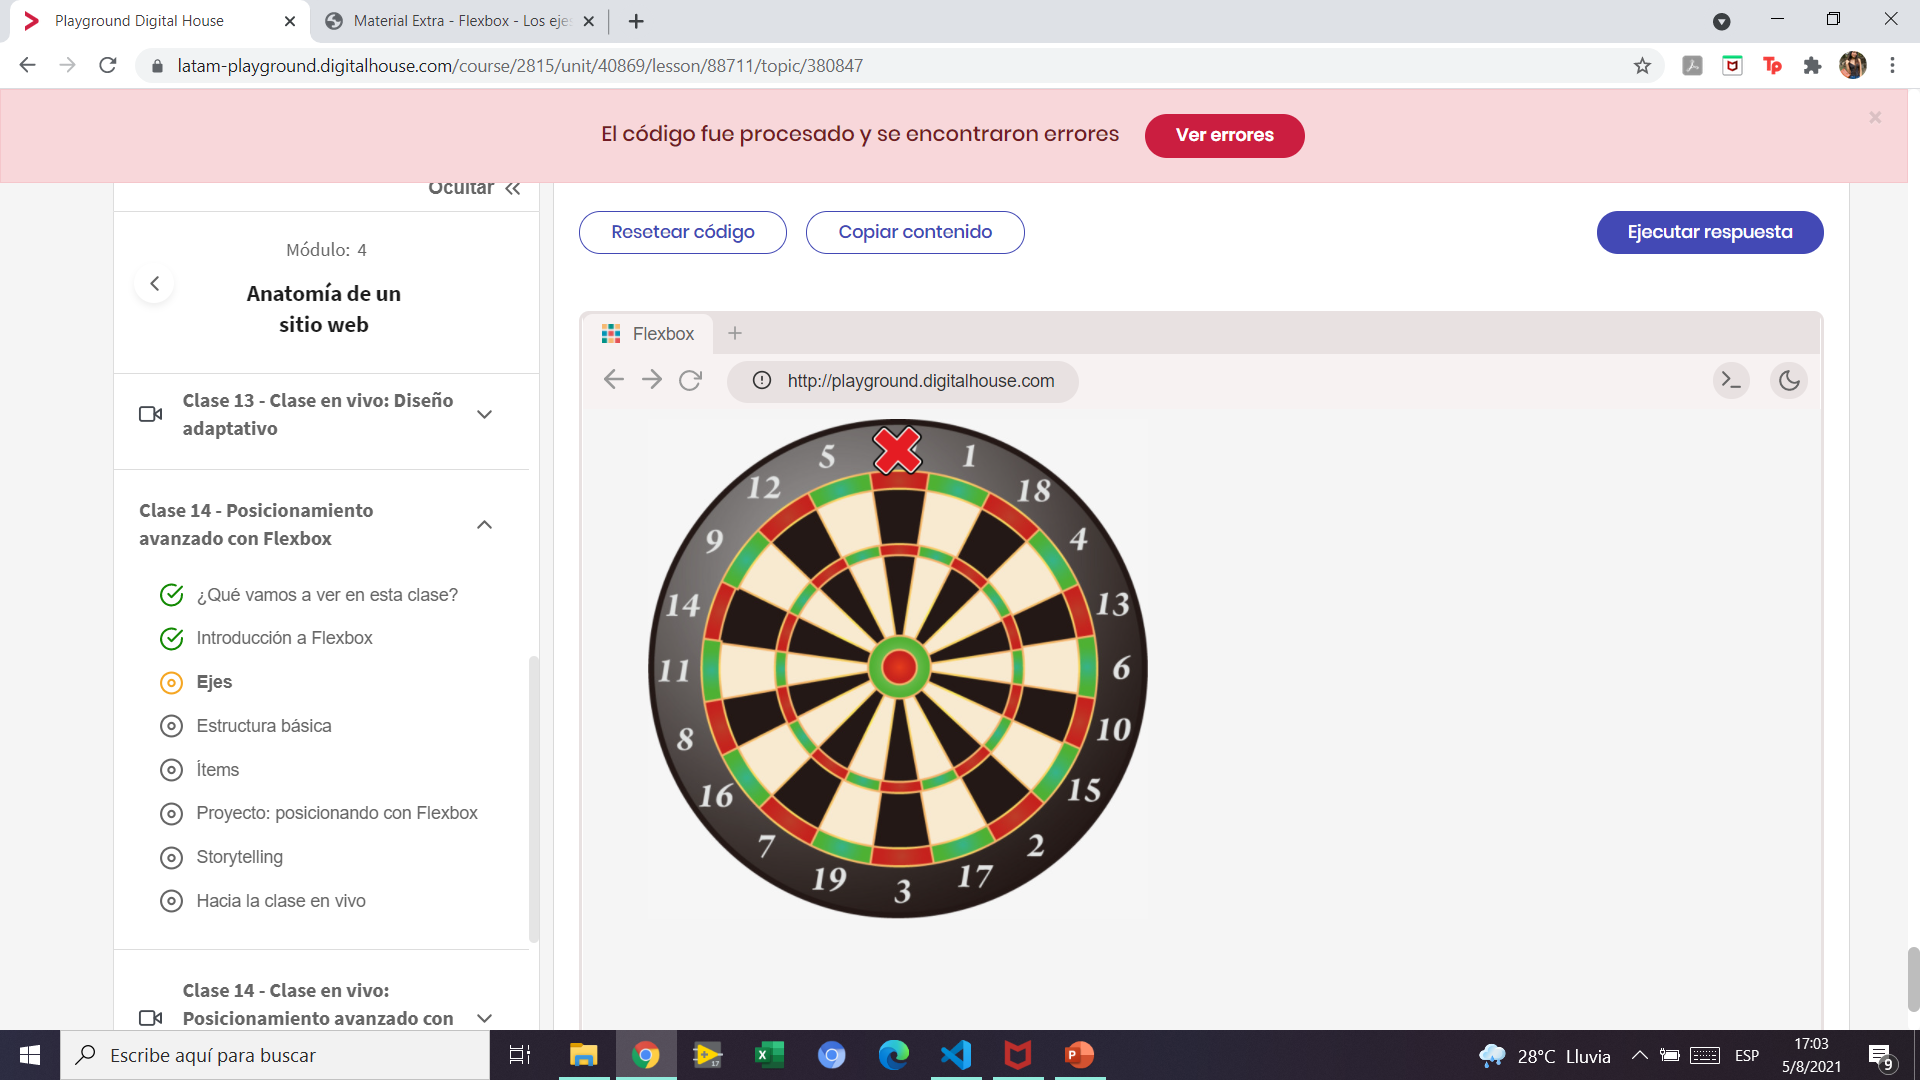 Playground Digital House
Material Extra - Flexbox - Los eje
latam-playground.digitalhouse.com/course/2815/unit/40869/lesson/88711/topic/380847
El código fue procesado y se encontraron errores
Ver errores
Ocultar
Módulo: 4
Anatomía de un
sitio web
Clase 13 - Clase en vivo: Diseño
adaptativo
Clase 14 - Posicionamiento
avanzado con Flexbox
¿Qué vamos a ver en esta clase?
Introducción a Flexbox
Ejes
Estructura básica
Ítems
Proyecto: posicionando con Flexbox
Storytelling
Hacia la clase en vivo
Clase 14 - Clase en vivo:
Posicionamiento avanzado con
Resetear código
Copiar contenido
Ejecutar respuesta
Flexbox
http://playground.digitalhouse.com
5 1
12 18
9 4
14 13
11 6
8 10
16 15
7 2
19 17
3
Escribe aquí para buscar
28°C Lluvia
ESP
17:03
5/8/2021
9